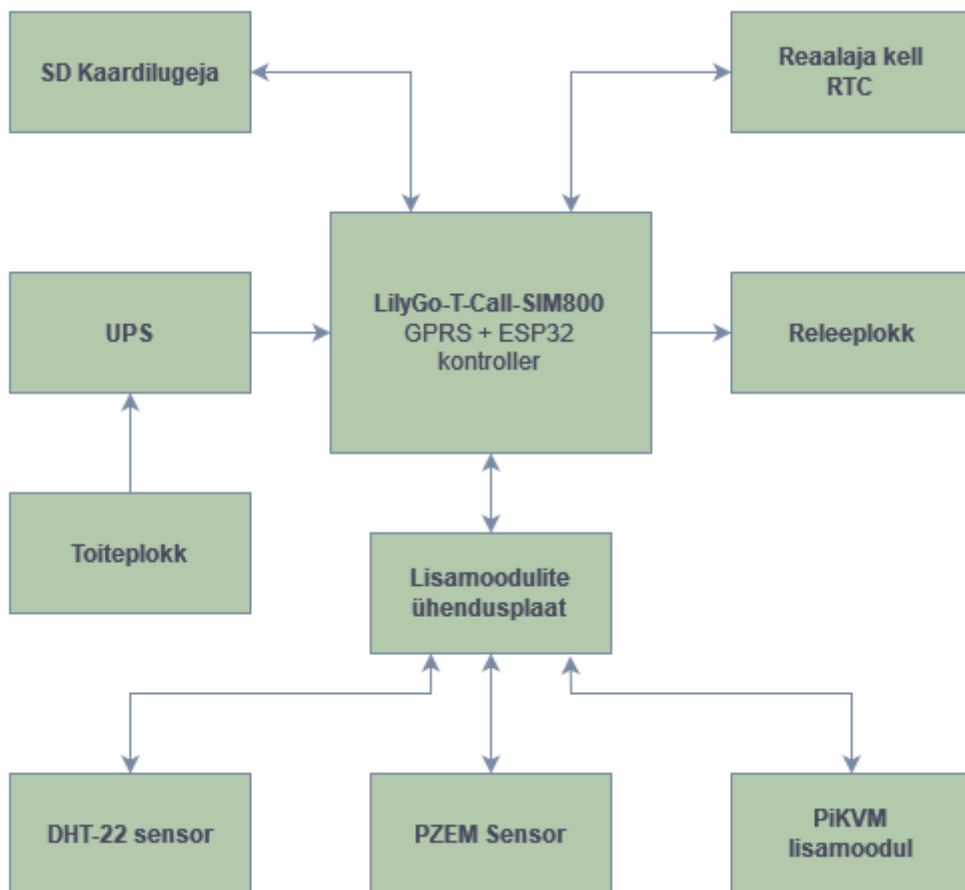 SD Kaardilugeja
Reaalaja kell
RTC
LilyGo-T-Call-SIM800
GPRS + ESP32
kontroller
UPS
Releeplokk
Toiteplokk
Lisamoodulite
ühendusplaat
DHT-22 sensor
PZEM Sensor
PiKVM
lisamoodul